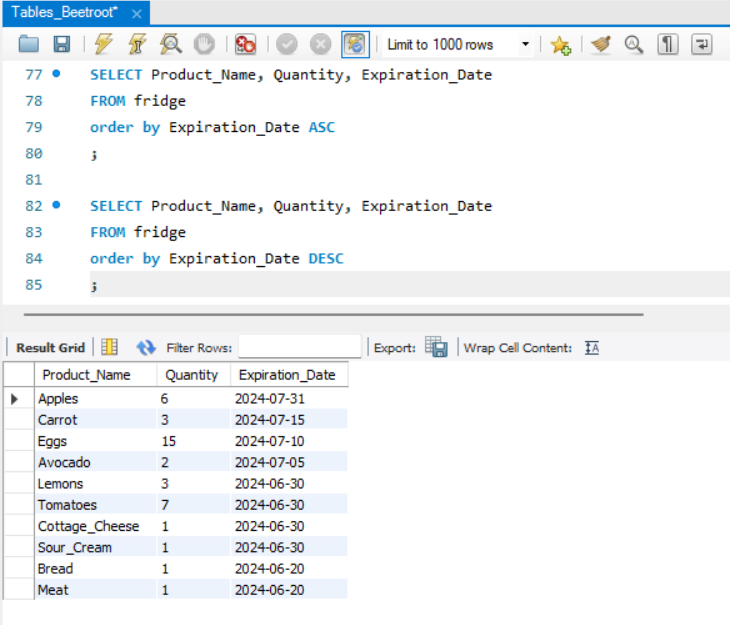 Tables_Beetroot*
Limit to 1000 rows
77 SELECT Product_Name, Quantity, Expiration_Date
78 FROM fridge
79 order by Expiration_Date ASC
80 ;
81
82 SELECT Product_Name, Quantity, Expiration_Date
83 FROM fridge
84 order by Expiration_Date DESC
85 ;
Result Grid Filter Rows: Export: Wrap Cell Content:
Product_Name Quantity Expiration_Date
Apples 6 2024-07-31
Carrot 3 2024-07-15
Eggs 15 2024-07-10
Avocado 2 2024-07-05
Lemons 3 2024-06-30
Tomatoes 7 2024-06-30
Cottage_Cheese 1 2024-06-30
Sour_Cream 1 2024-06-30
Bread 1 2024-06-20
Meat 1 2024-06-20